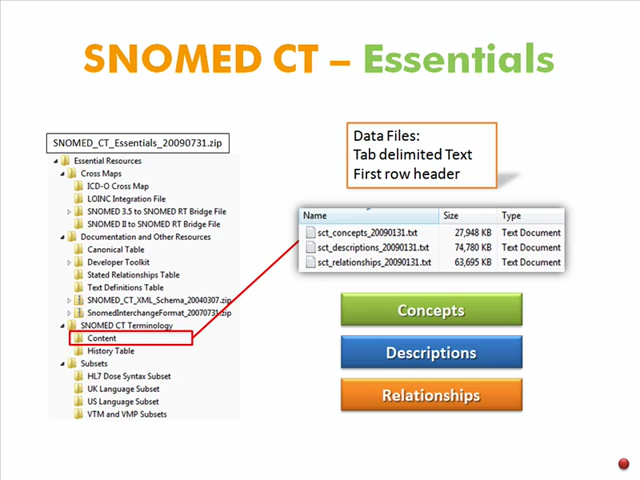 SNOMED CT – Essentials
SNOMED_CT_Essentials_20090731.zip
Essential Resources
Cross Maps
ICD-O Cross Map
LOINC Integration File
SNOMED 3.5 to SNOMED RT Bridge File
SNOMED II to SNOMED RT Bridge File
Documentation and Other Resources
Canonical Table
Developer Toolkit
Stated Relationships Table
Text Definitions Table
SNOMED_CT_XML_Schema_20040307.zip
SnomedInterchangeFormat_20070731.zip
SNOMED CT Terminology
Content
History Table
Subsets
HL7 Dose Syntax Subset
UK Language Subset
US Language Subset
VTM and VMP Subsets
Data Files:
Tab delimited Text
First row header
Name Size Type
sct_concepts_20090131.txt 27,948 KB Text Document
sct_descriptions_20090131.txt 74,780 KB Text Document
sct_relationships_20090131.txt 63,695 KB Text Document
Concepts
Descriptions
Relationships